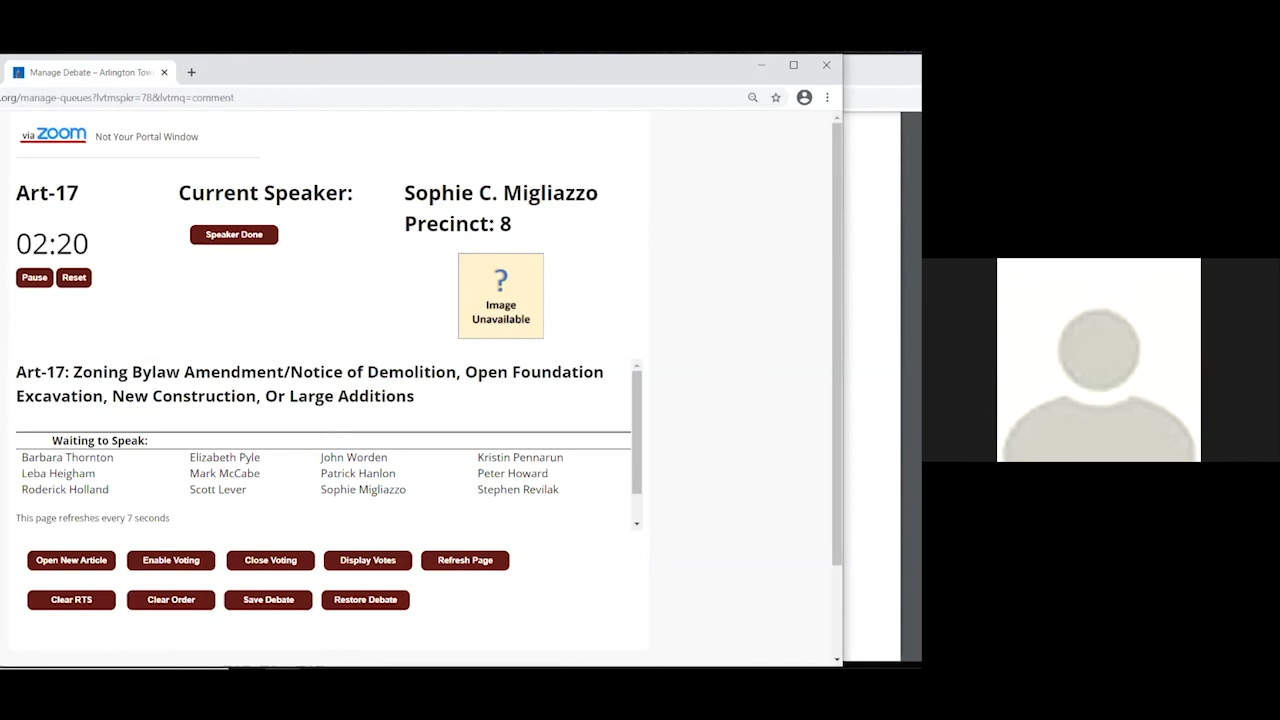 Manage Debate – Arlington Tow
.org/manage-queues?lvtmspkr=78&lvtmq=comment
via zoom Not Your Portal Window
Art-17 Current Speaker: Sophie C. Migliazzo
Precinct: 8
Speaker Done
02:20
Pause Reset
?
Image
Unavailable
Art-17: Zoning Bylaw Amendment/Notice of Demolition, Open Foundation
Excavation, New Construction, Or Large Additions
Waiting to Speak:
Barbara Thornton Elizabeth Pyle John Worden Kristin Pennarun
Leba Heigham Mark McCabe Patrick Hanlon Peter Howard
Roderick Holland Scott Lever Sophie Migliazzo Stephen Revilak
This page refreshes every 7 seconds
Open New Article Enable Voting Close Voting Display Votes Refresh Page
Clear RTS Clear Order Save Debate Restore Debate